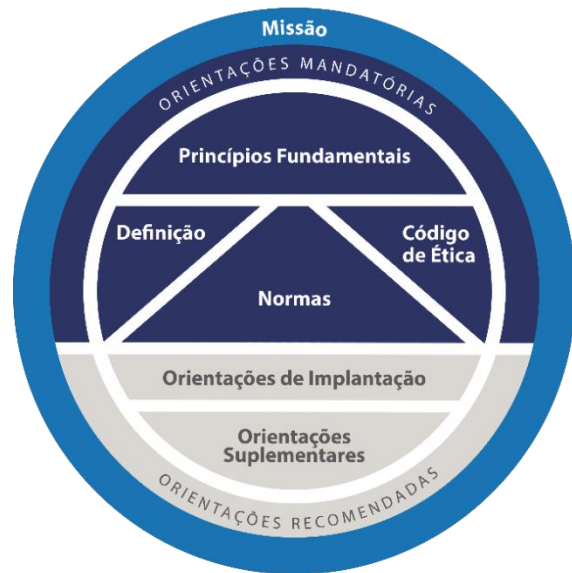 Missão
ORIENTAÇÕES MANDATÓRIAS
Princípios Fundamentais
Definição
Código
de Ética
Normas
Orientações de Implantação
Orientações
Suplementares
ORIENTAÇÕES RECOMENDADAS